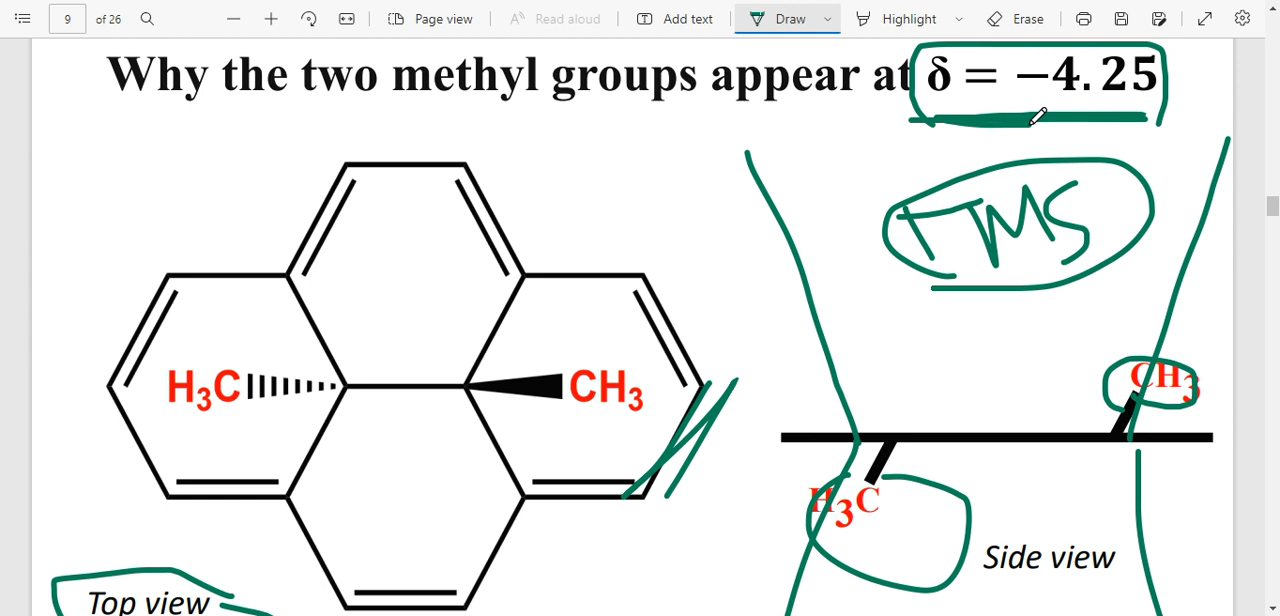 9 of 26 Page view Read aloud Add text Draw Highlight Erase
Why the two methyl groups appear at δ = −4.25
TMS
H₃C CH₃
CH₃
H₃C
Side view
Top view